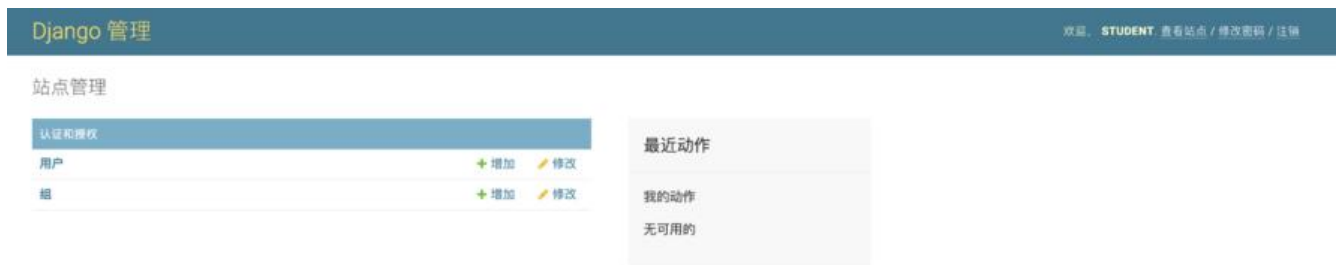 Django 管理
欢迎， STUDENT. 查看站点 / 修改密码 / 注销
站点管理
认证和授权
用户 增加 修改
组 增加 修改
最近动作
我的动作
无可用的